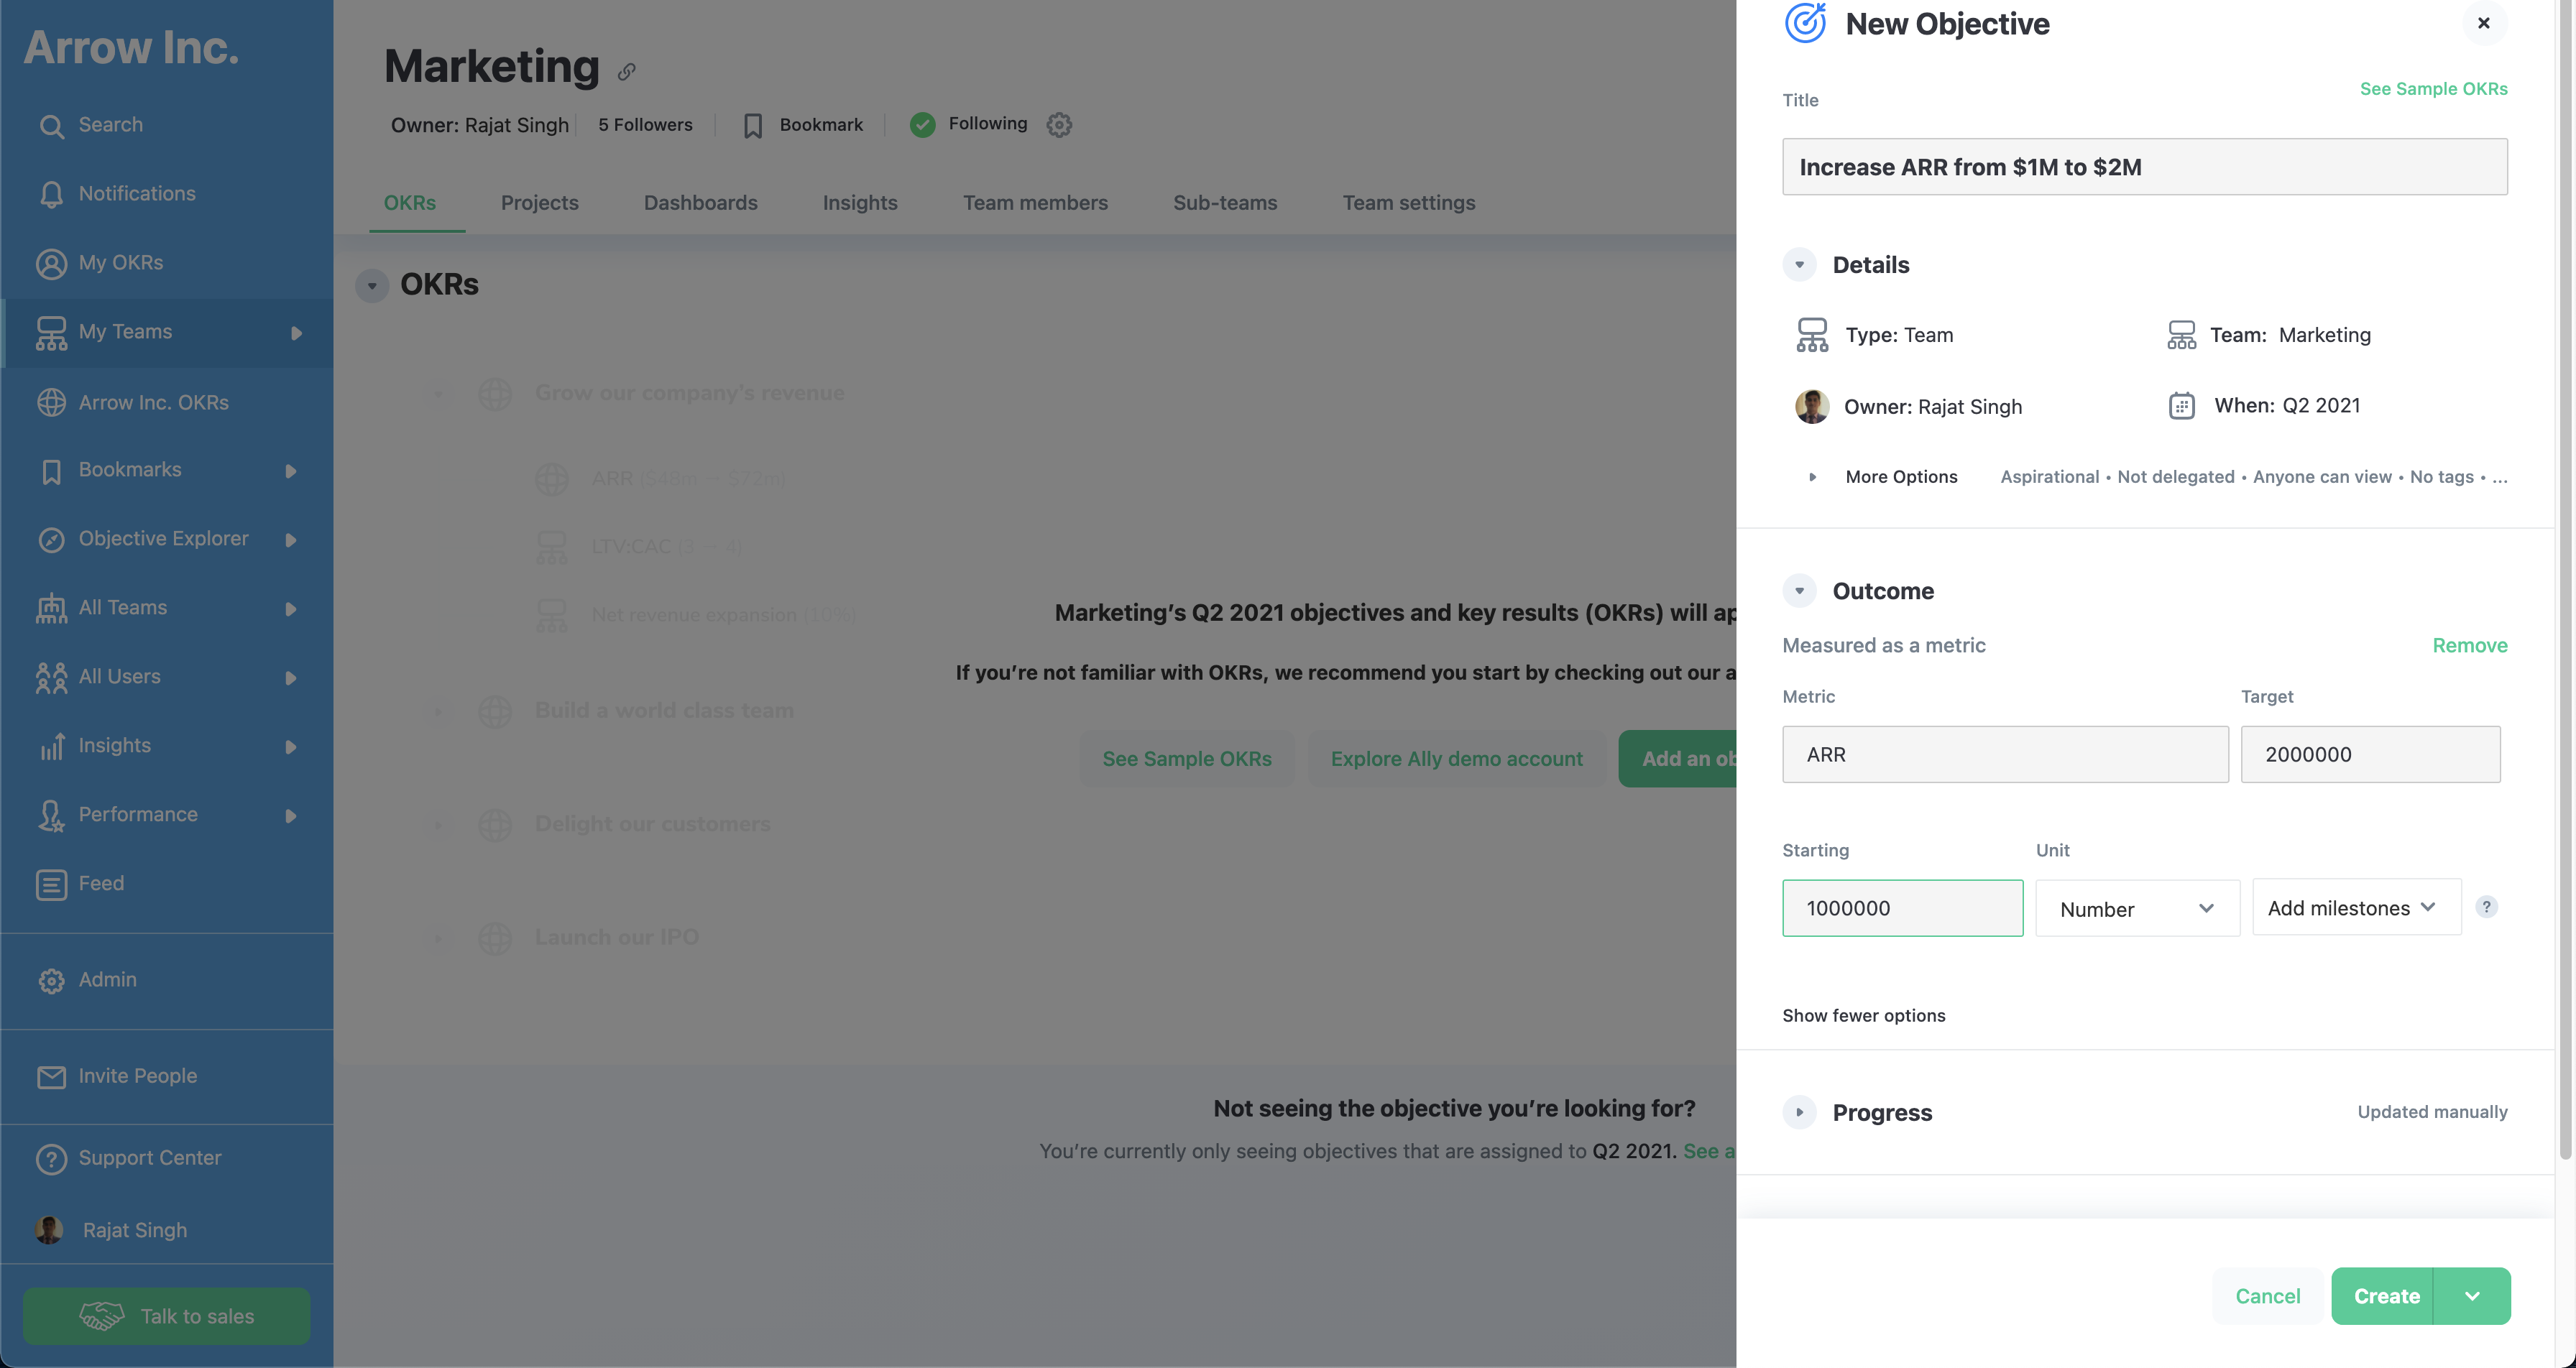 Arrow Inc.
Search
Notifications
My OKRs
My Teams
Arrow Inc. OKRs
Bookmarks
Objective Explorer
All Teams
All Users
Insights
Performance
Feed
Admin
Invite People
Support Center
Rajat Singh
Talk to sales
Marketing
Owner: Rajat Singh 5 Followers Bookmark Following
OKRs Projects Dashboards Insights Team members Sub-teams Team settings
OKRs
Grow our company's revenue
ARR ($48m — $72m)
LTV:CAC (3 — 4)
Net revenue expansion (10%)
Marketing’s Q2 2021 objectives and key results (OKRs) will ap
If you’re not familiar with OKRs, we recommend you start by checking out our a
Build a world class team
See Sample OKRs Explore Ally demo account Add an ob
Delight our customers
Launch our IPO
Not seeing the objective you’re looking for?
You’re currently only seeing objectives that are assigned to Q2 2021. See a
New Objective
See Sample OKRs
Title
Increase ARR from $1M to $2M
Details
Type: Team Team: Marketing
Owner: Rajat Singh When: Q2 2021
More Options Aspirational • Not delegated • Anyone can view • No tags • ...
Outcome
Measured as a metric Remove
Metric Target
ARR 2000000
Starting Unit
1000000 Number Add milestones ?
Show fewer options
Progress Updated manually
Cancel Create